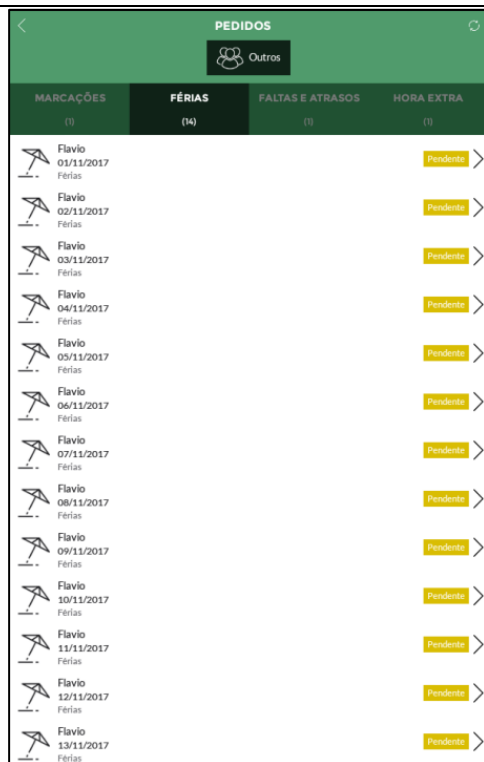 PEDIDOS
Outros
MARCAÇÕES FÉRIAS FALTAS E ATRASOS HORA EXTRA
(1) (14) (1) (1)
Flavio
01/11/2017 Pendente
Férias
Flavio
02/11/2017 Pendente
Férias
Flavio
03/11/2017 Pendente
Férias
Flavio
04/11/2017 Pendente
Férias
Flavio
05/11/2017 Pendente
Férias
Flavio
06/11/2017 Pendente
Férias
Flavio
07/11/2017 Pendente
Férias
Flavio
08/11/2017 Pendente
Férias
Flavio
09/11/2017 Pendente
Férias
Flavio
10/11/2017 Pendente
Férias
Flavio
11/11/2017 Pendente
Férias
Flavio
12/11/2017 Pendente
Férias
Flavio
13/11/2017 Pendente
Férias